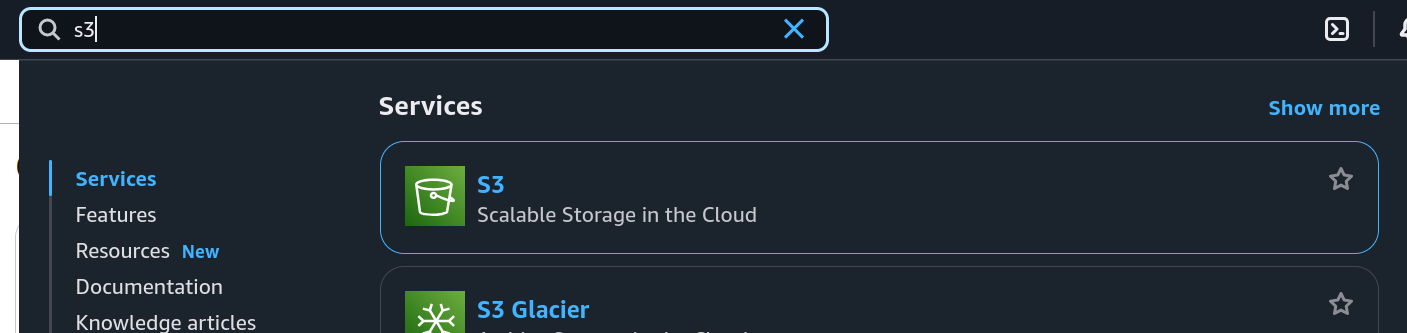 s3
Services
Show more
Services
Features
Resources New
Documentation
Knowledge articles
S3
Scalable Storage in the Cloud
S3 Glacier